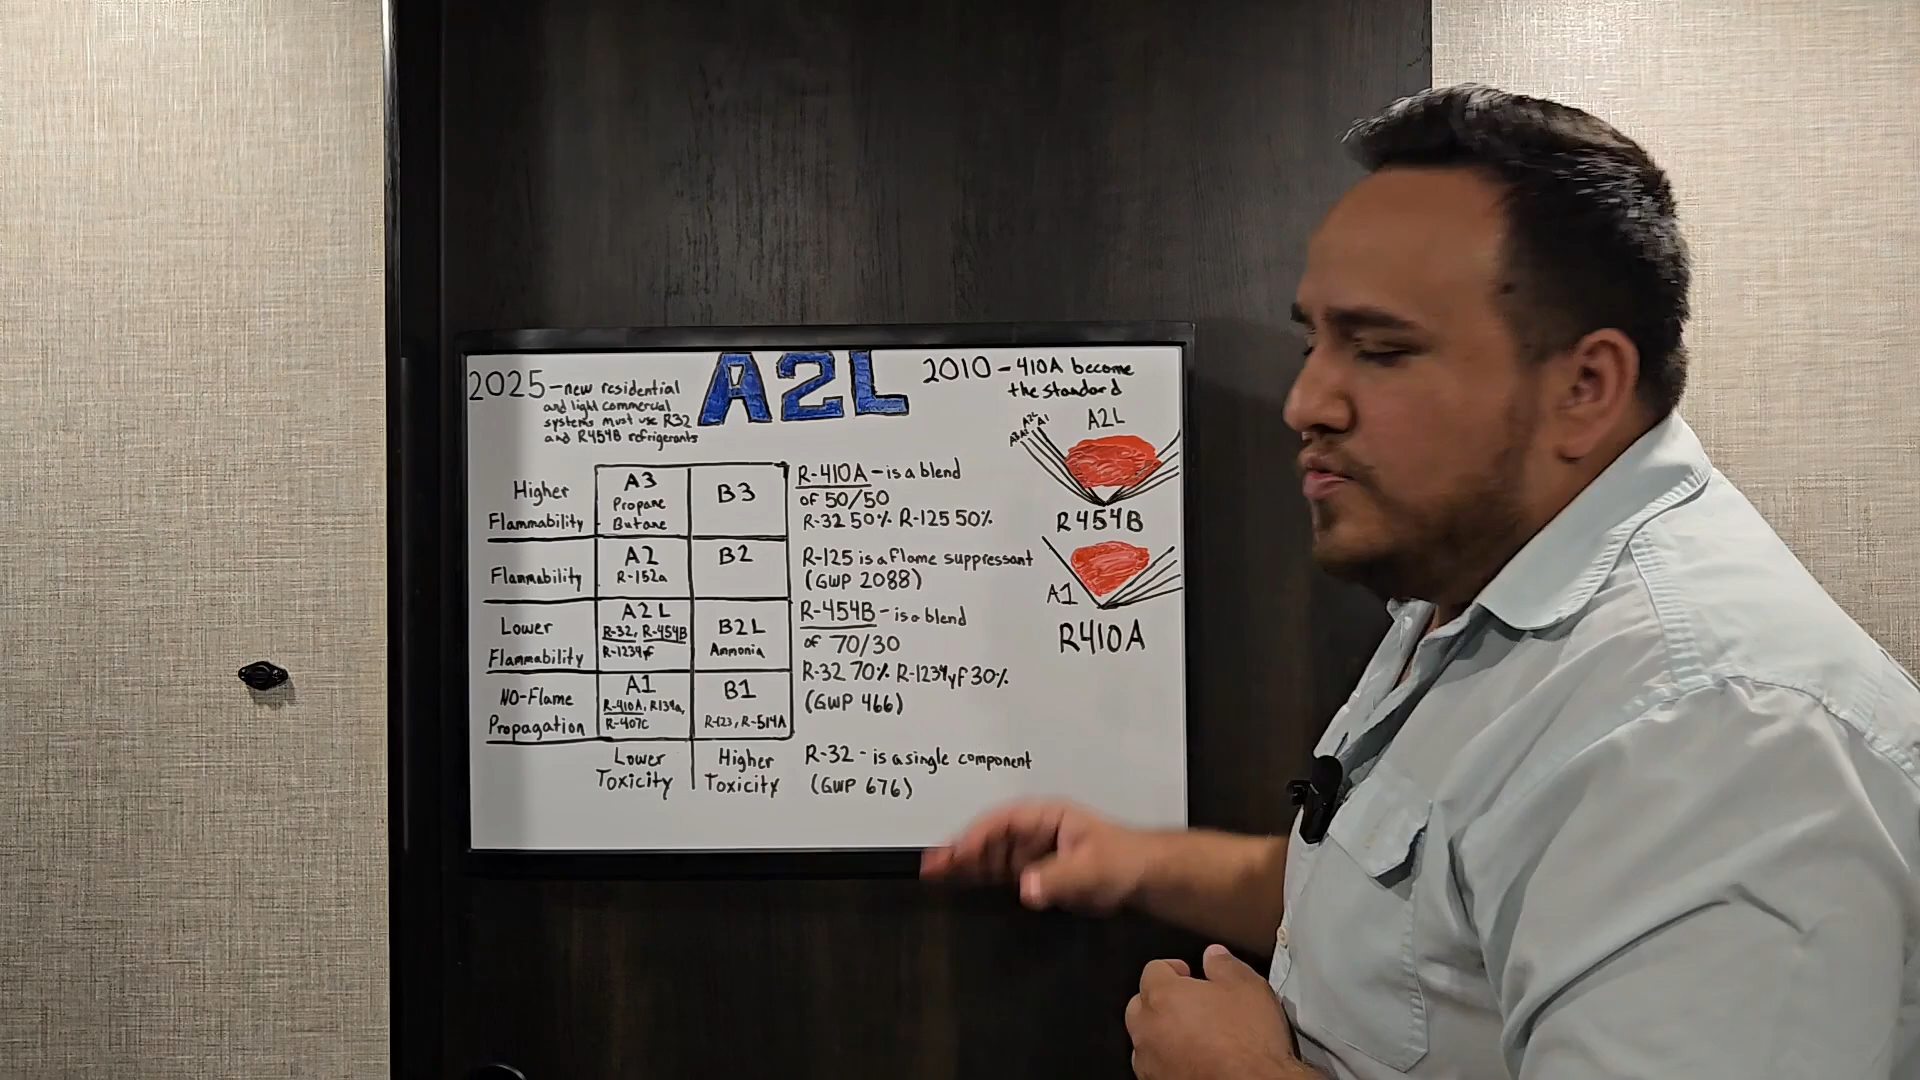 A2L
2025-new residential
and light commercial
systems must use R32
and R454B refrigerants
2010-410A become
the standard
Higher
Flammability
A3
Propane
Butane
B3
Flammability
A2
R-152a
B2
Lower
Flammability
A2L
R-32, R-454B
R-1234yf
B2L
Ammonia
NO-Flame
Propagation
A1
R-410A, R134a,
R-407C
B1
R-123, R-514A
Lower
Toxicity
Higher
Toxicity
R-410A-is a blend
of 50/50
R-32 50% R-125 50%
R-125 is a flame suppressant
(GWP 2088)
R-454B-is a blend
of 70/30
R-32 70% R-1234yf 30%
(GWP 466)
R-32-is a single component
(GWP 676)
A2L
A1
A2L
R454B
A1
R410A